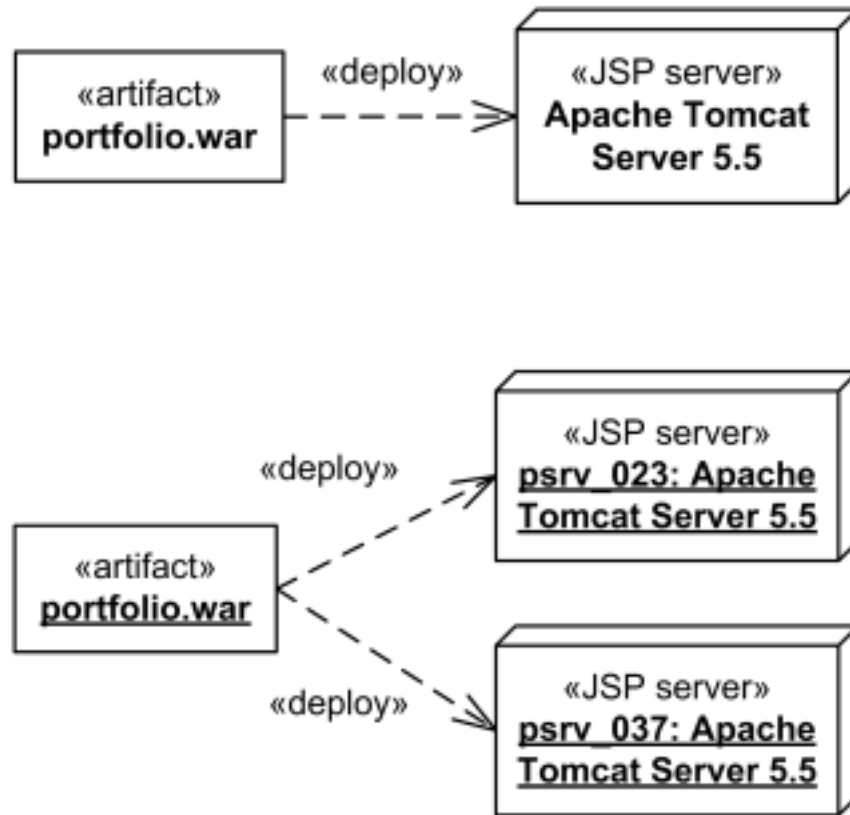 «deploy»
«artifact»
portfolio.war
«JSP server»
Apache Tomcat
Server 5.5
«deploy»
«JSP server»
psrv_023: Apache
Tomcat Server 5.5
«artifact»
portfolio.war
«deploy»
«JSP server»
psrv_037: Apache
Tomcat Server 5.5